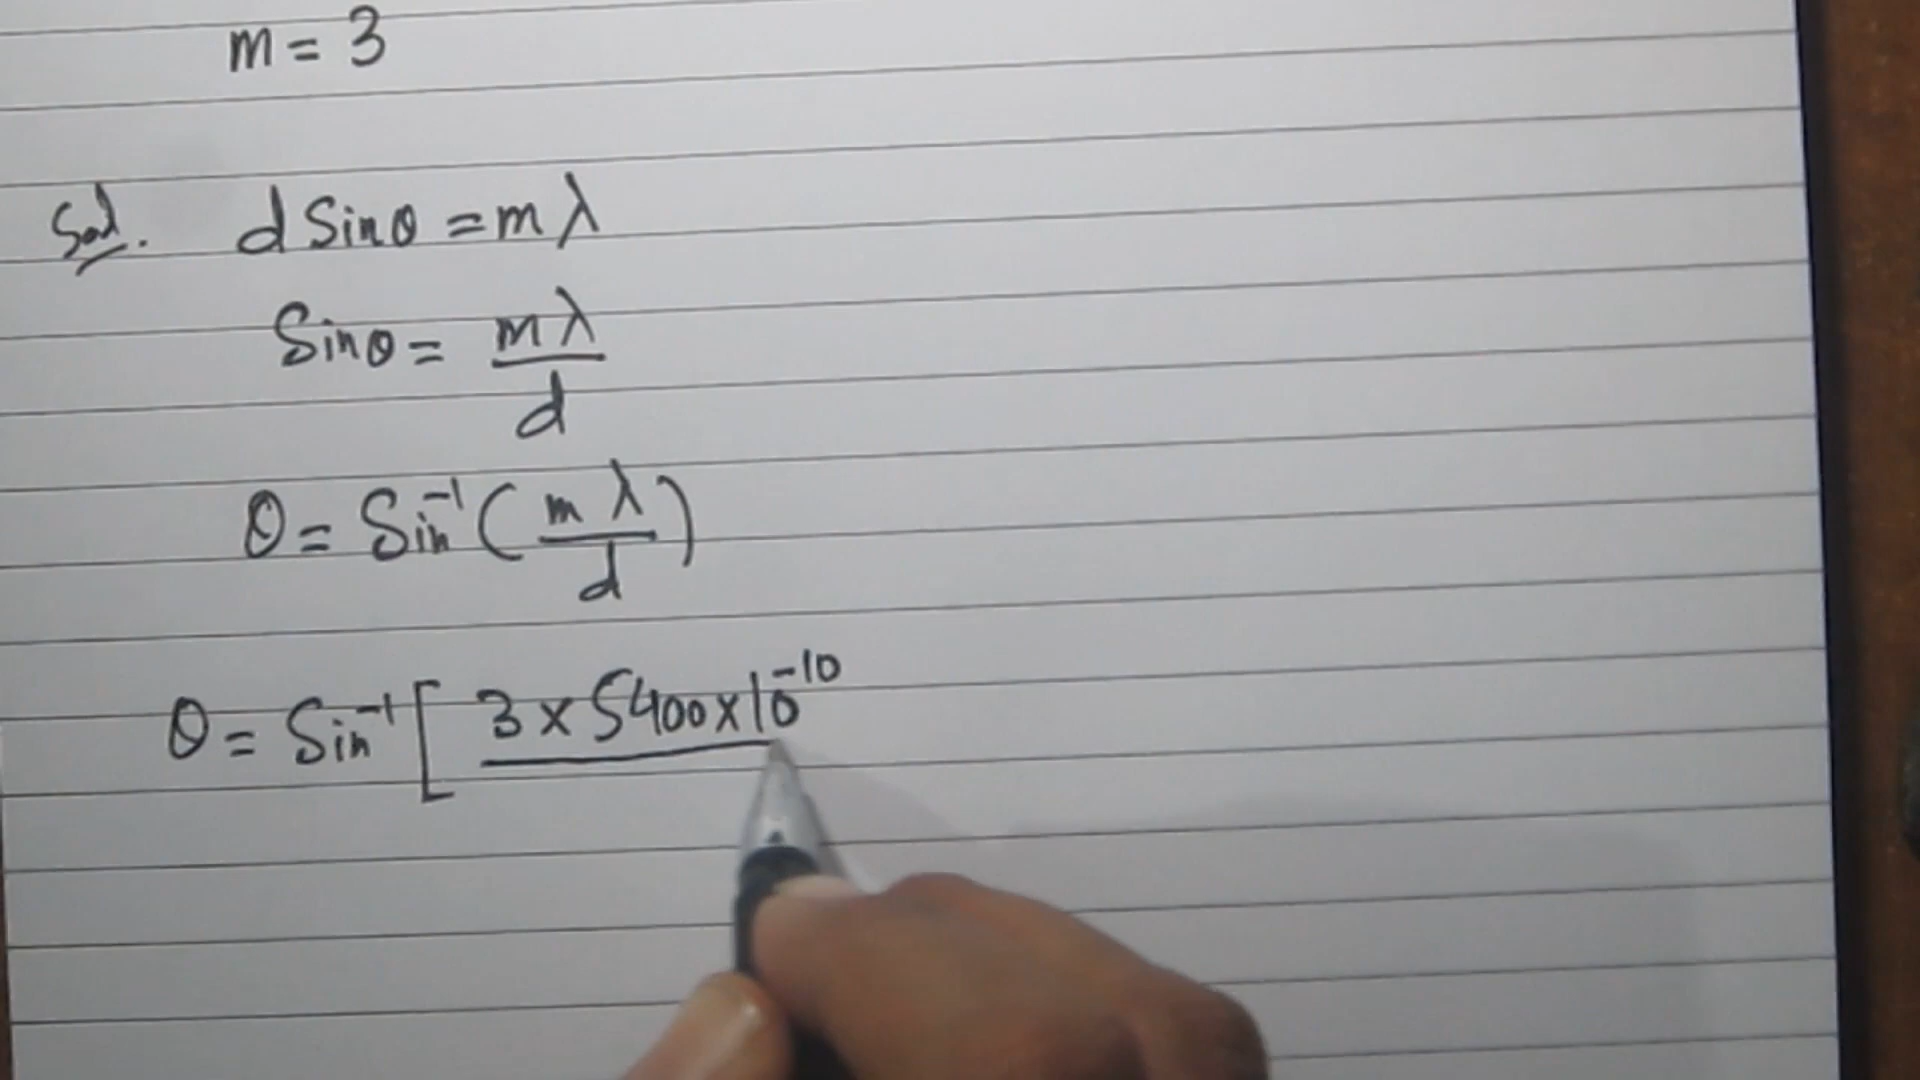 m = 3
Sol. d Sinθ = mλ
Sinθ = mλ/d
θ = Sin⁻¹(mλ/d)
θ = Sin⁻¹[3 × 5400 × 10⁻¹⁰